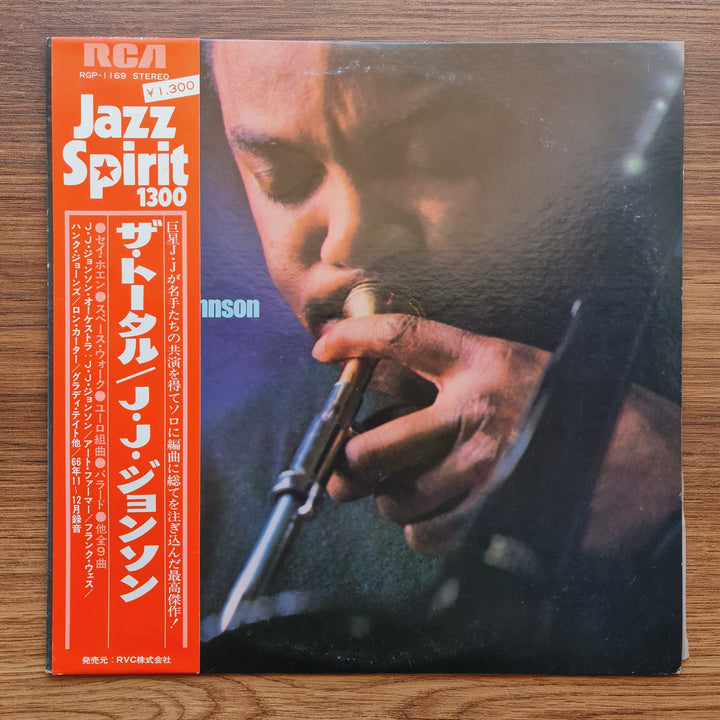 RCA
RGP-1169 STEREO
¥1,300
Jazz
Spirit
1300
巨星J・Jが名手たちの共演を得てソロに編曲に総てを注ぎ込んだ最高傑作!
ザ・トータル/J・J・ジョンソン
●セイ・ホエン●スペース・ウォーク●ユーロ組曲●バラード●他全9曲
J・J・ジョンソン・オーケストラ:J・J・ジョンソン/アート・ファーマー/フランク・ウェス/
ハンク・ジョーンズ/ロン・カーター/グラディ・テイト他/66年11〜12月録音
発売元:RVC株式会社
nnson